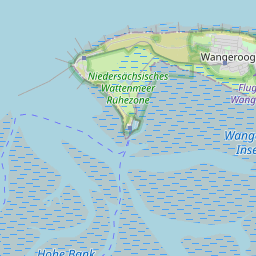 Wangeroog
Niedersächsisches
Wattenmeer
Ruhezone
Flug
Wang
Wang
Inse
Hohe Bank